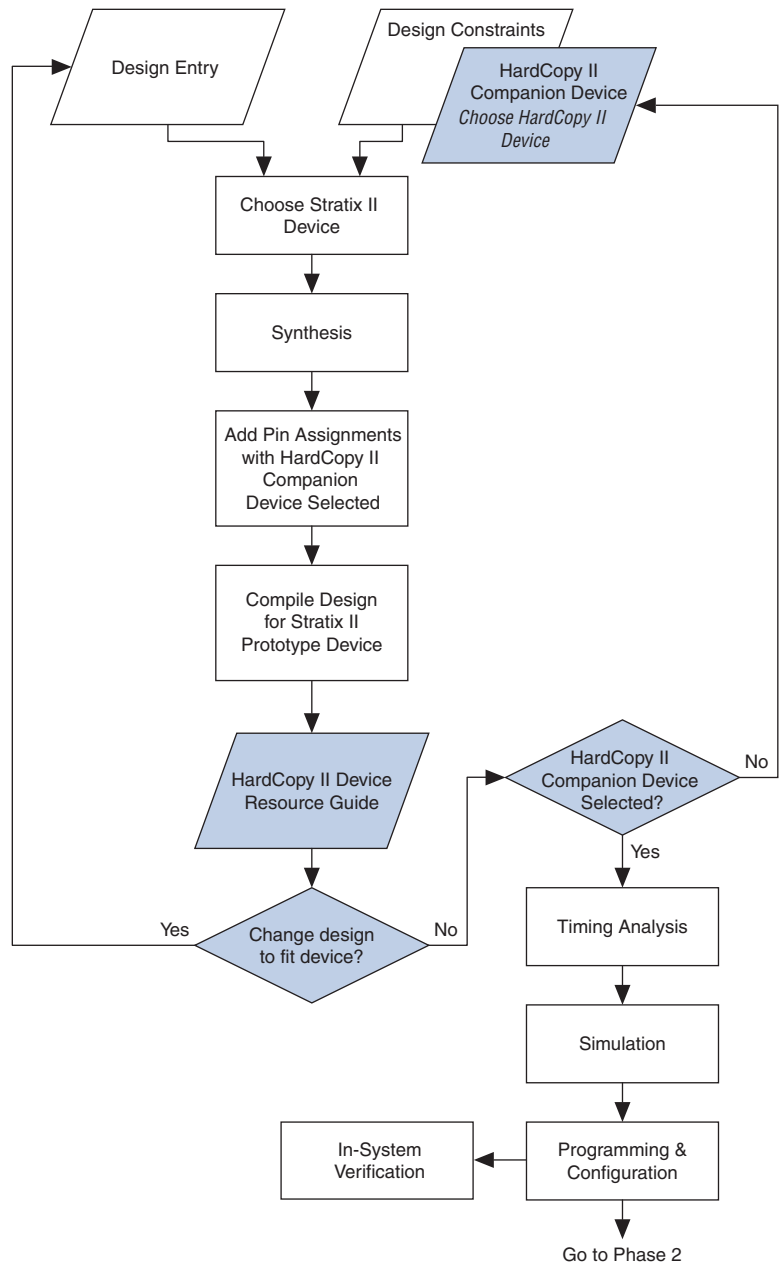 Design Entry
Design Constraints
HardCopy II
Companion Device
Choose HardCopy II
Device
Choose Stratix II
Device
Synthesis
Add Pin Assignments
with HardCopy II
Companion
Device Selected
Compile Design
for Stratix II
Prototype Device
HardCopy II Device
Resource Guide
Change design
to fit device?
Yes
No
HardCopy II
Companion Device
Selected?
No
Yes
Timing Analysis
Simulation
Programming &
Configuration
In-System
Verification
Go to Phase 2